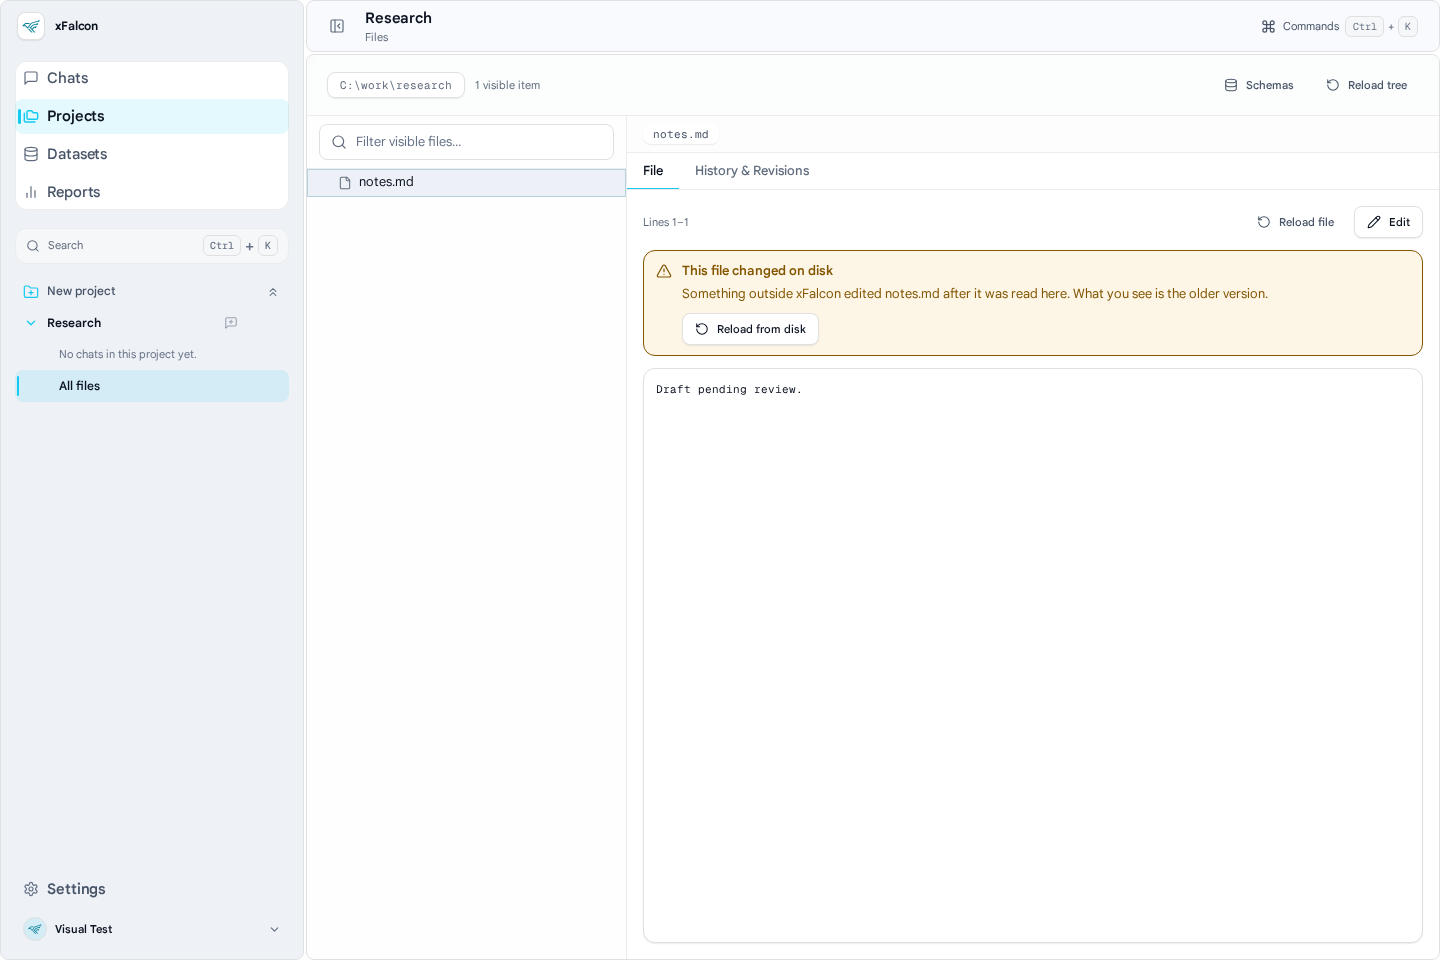 xFalcon
Chats
Projects
Datasets
Reports
Search Ctrl + K
New project
Research
No chats in this project yet.
All files
Settings
Visual Test
Research
Files
Commands Ctrl + K
C:\work\research 1 visible item
Schemas Reload tree
Filter visible files...
notes.md
notes.md
File History & Revisions
Lines 1–1
Reload file Edit
This file changed on disk
Something outside xFalcon edited notes.md after it was read here. What you see is the older version.
Reload from disk
Draft pending review.